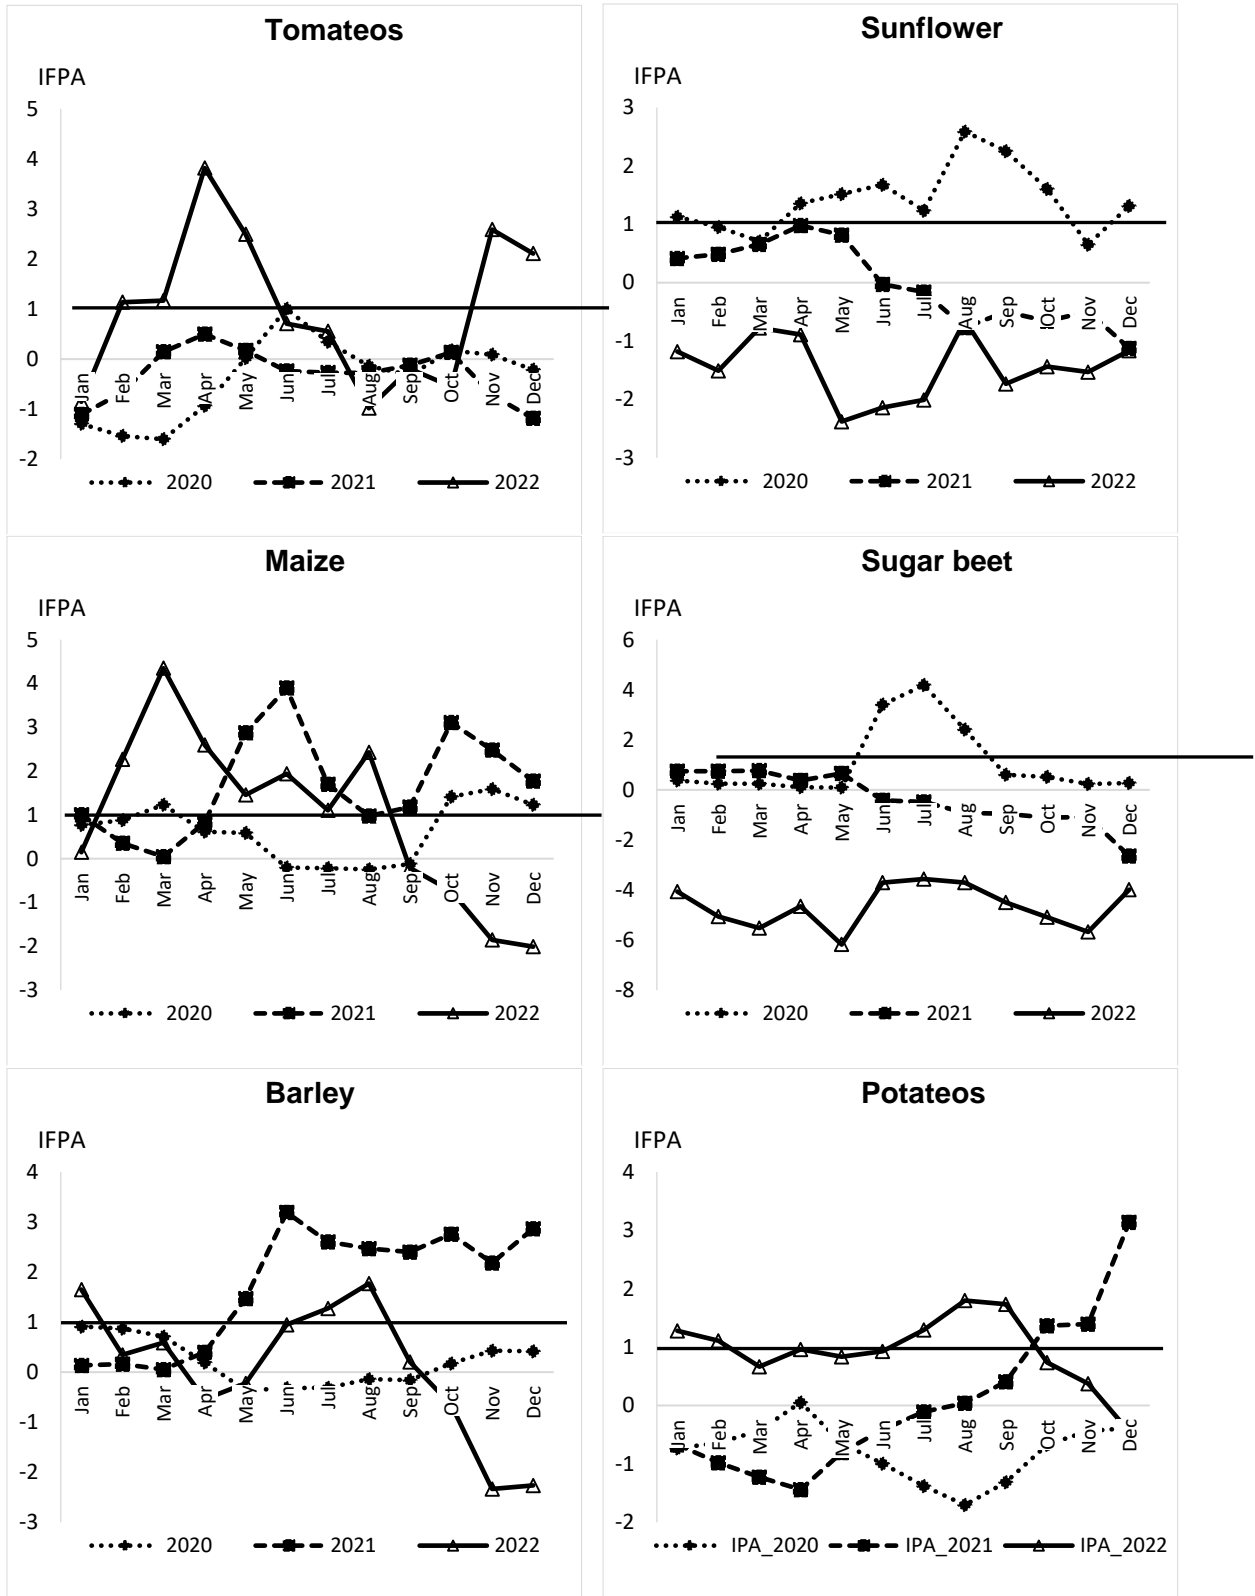 Tomateos
IFPA
5
4
3
2
1
0
-1
-2
Jan
Feb
Mar
Apr
May
Jun
Jul
Aug
Sep
Oct
Nov
Dec
2020 2021 2022
Sunflower
IFPA
3
2
1
0
-1
-2
-3
Jan
Feb
Mar
Apr
May
Jun
Jul
Aug
Sep
Oct
Nov
Dec
2020 2021 2022
Maize
IFPA
5
4
3
2
1
0
-1
-2
-3
Jan
Feb
Mar
Apr
May
Jun
Jul
Aug
Sep
Oct
Nov
Dec
2020 2021 2022
Sugar beet
IFPA
6
4
2
0
-2
-4
-6
-8
Jan
Feb
Mar
Apr
May
Jun
Jul
Aug
Sep
Oct
Nov
Dec
2020 2021 2022
Barley
IFPA
4
3
2
1
0
-1
-2
-3
Jan
Feb
Mar
Apr
May
Jun
Jul
Aug
Sep
Oct
Nov
Dec
2020 2021 2022
Potateos
IFPA
4
3
2
1
0
-1
-2
Jan
Feb
Mar
Apr
May
Jun
Jul
Aug
Sep
Oct
Nov
Dec
IPA_2020 IPA_2021 IPA_2022